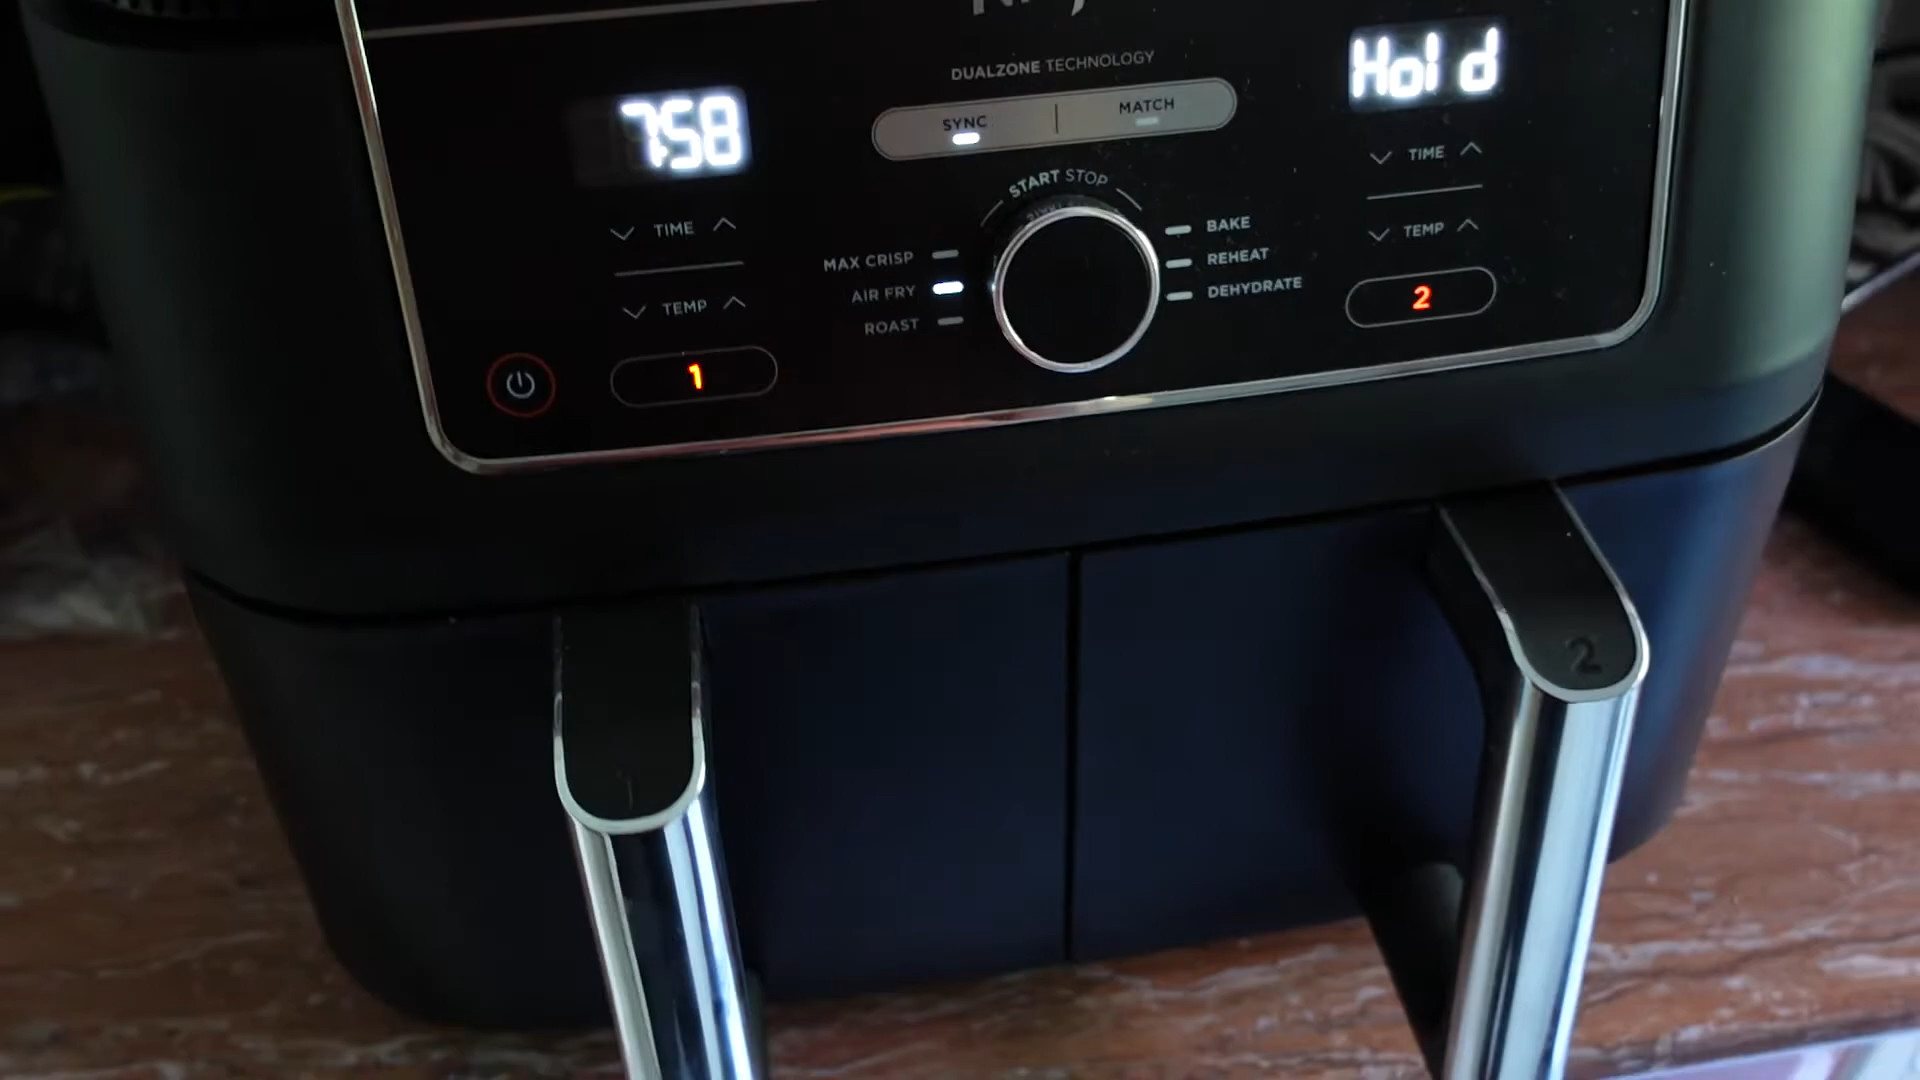 DUALZONE TECHNOLOGY
7:58
Hold
SYNC
MATCH
TIME
TEMP
1
START STOP
MAX CRISP
AIR FRY
ROAST
BAKE
REHEAT
DEHYDRATE
TIME
TEMP
2
1
2